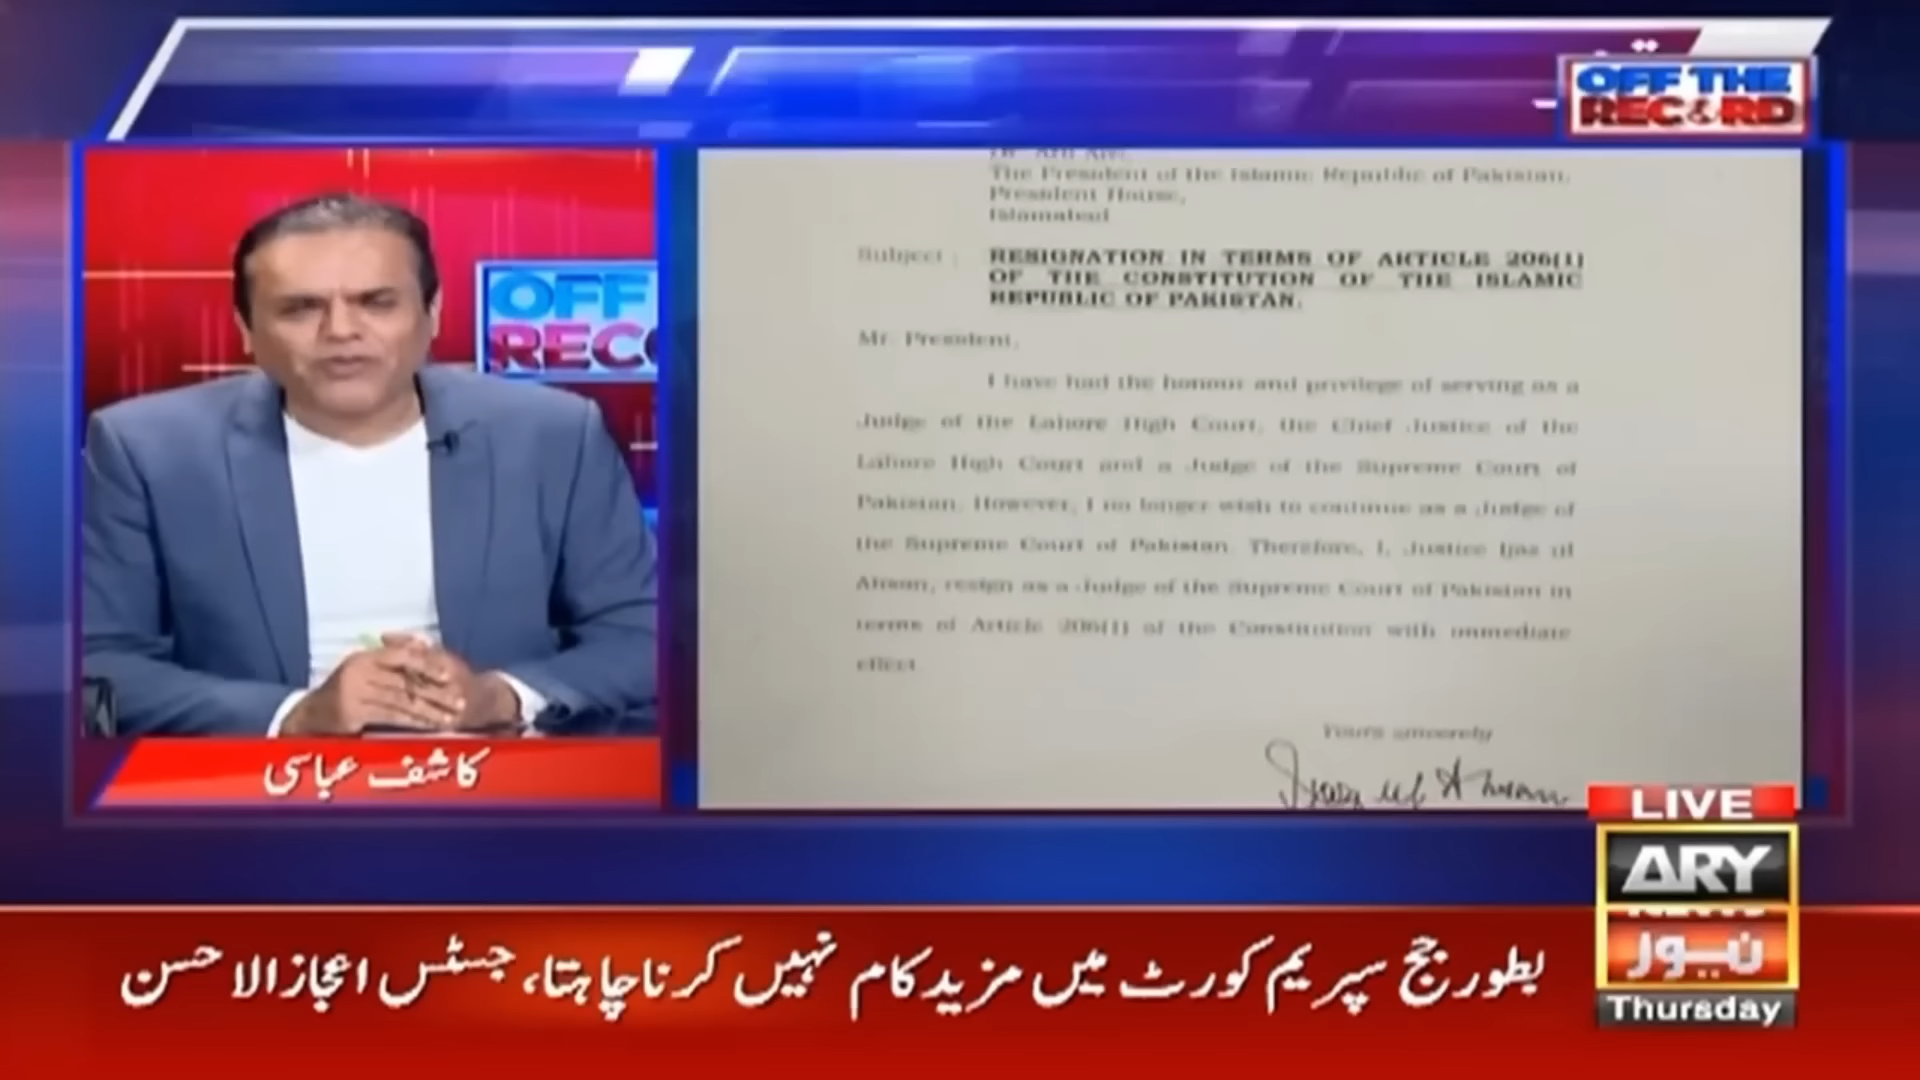 OFF THE
RECORD
The President of the Islamic Republic of Pakistan,
President House,
Islamabad
Subject :
RESIGNATION IN TERMS OF ARTICLE 206(1)
OF THE CONSTITUTION OF THE ISLAMIC
REPUBLIC OF PAKISTAN.
Mr. President,
I have had the honour and privilege of serving as a
Judge of the Lahore High Court, the Chief Justice of the
Lahore High Court and a Judge of the Supreme Court of
Pakistan. However, I no longer wish to continue as a Judge of
the Supreme Court of Pakistan. Therefore, I, Justice Ijaz ul
Ahsan, resign as a Judge of the Supreme Court of Pakistan in
terms of Article 206(1) of the Constitution with immediate
effect.
Yours sincerely
OFF
REC
کاشف عباسی
LIVE
ARY
نیوز
Thursday
بطور جج سپریم کورٹ میں مزید کام نہیں کرنا چاہتا، جسٹس اعجاز الاحسن